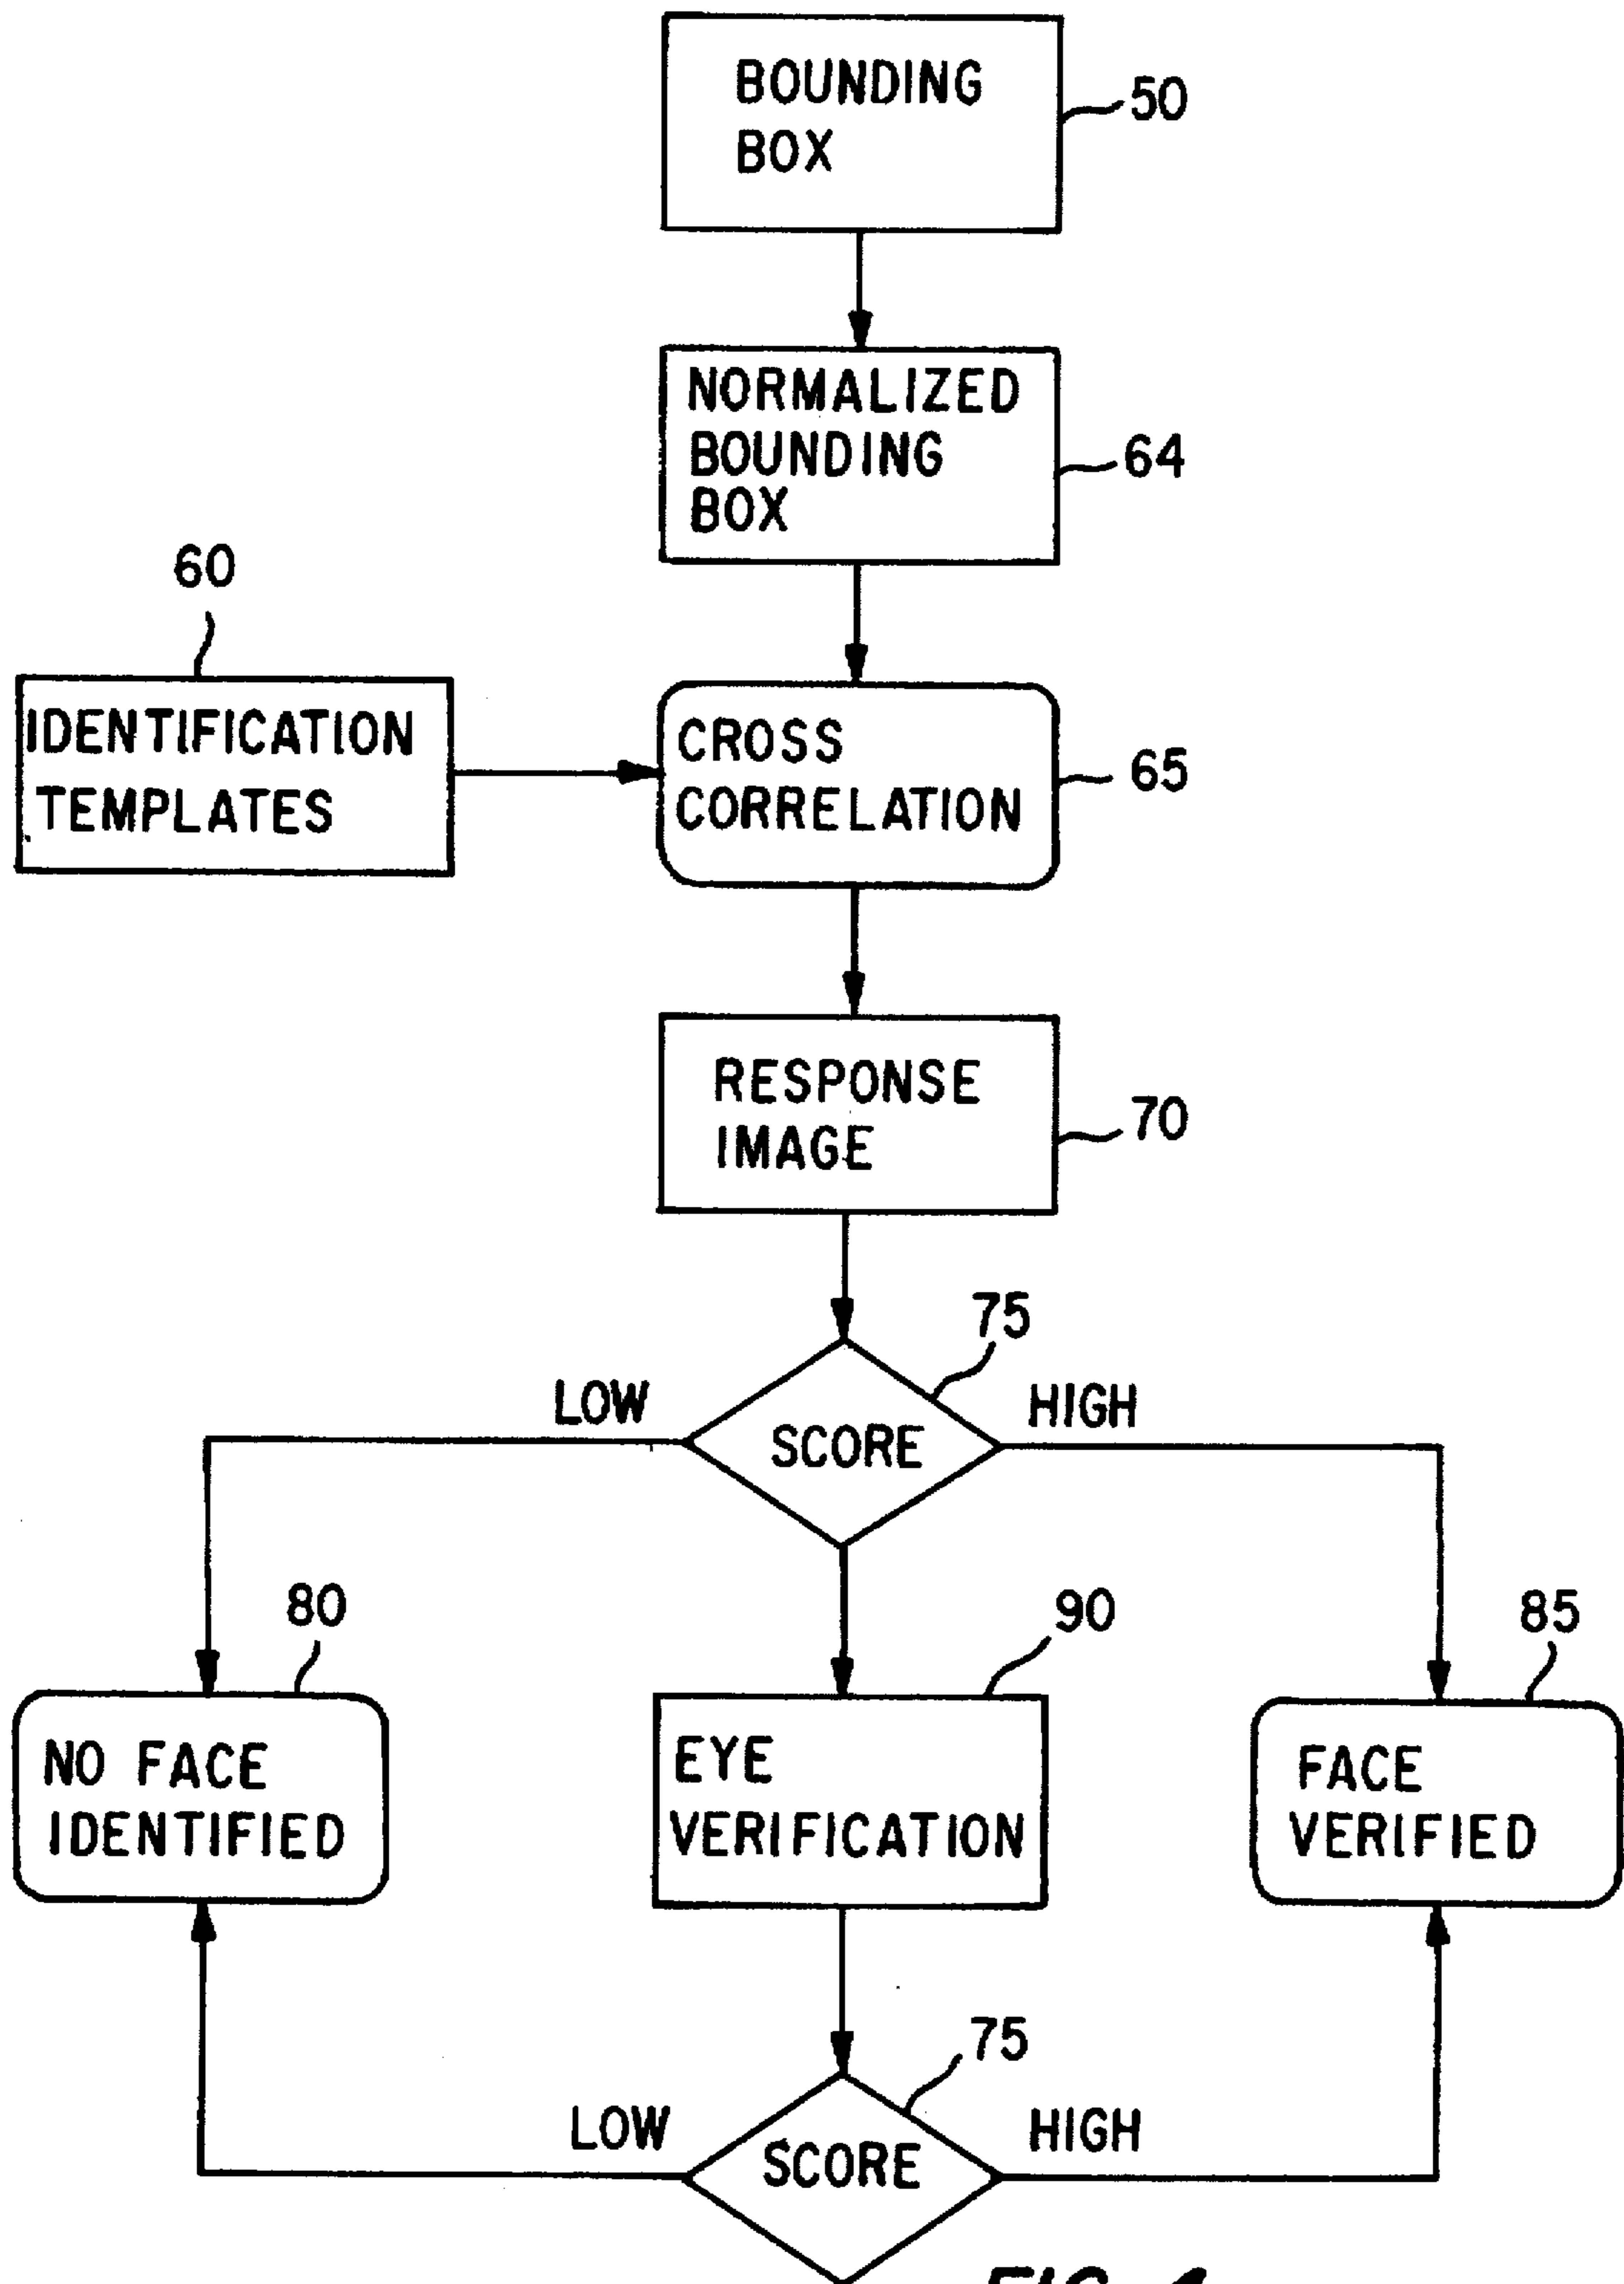 BOUNDING
BOX
50
NORMALIZED
BOUNDING
BOX
64
60
IDENTIFICATION
TEMPLATES
CROSS
CORRELATION
65
RESPONSE
IMAGE
70
75
LOW
HIGH
SCORE
80
90
85
NO FACE
IDENTIFIED
EYE
VERIFICATION
FACE
VERIFIED
75
LOW
HIGH
SCORE